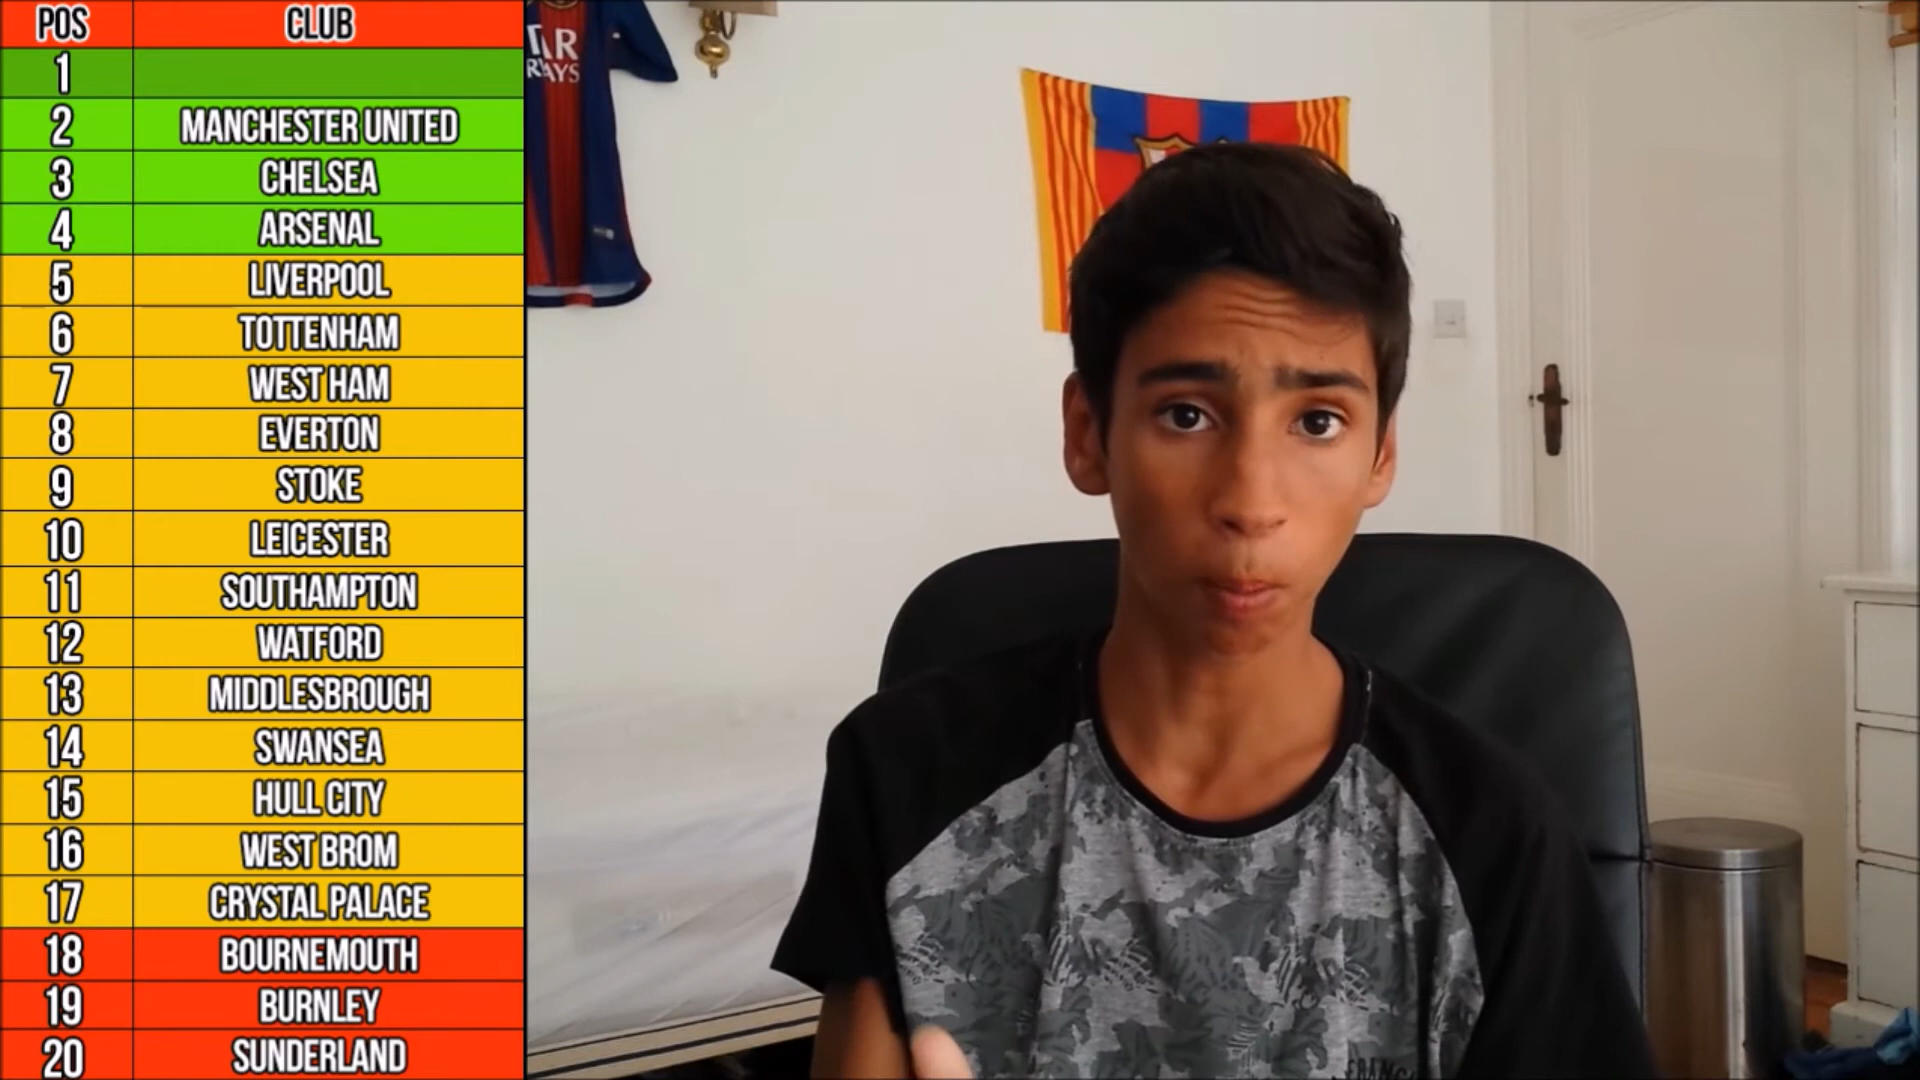 POS CLUB
1
2 MANCHESTER UNITED
3 CHELSEA
4 ARSENAL
5 LIVERPOOL
6 TOTTENHAM
7 WEST HAM
8 EVERTON
9 STOKE
10 LEICESTER
11 SOUTHAMPTON
12 WATFORD
13 MIDDLESBROUGH
14 SWANSEA
15 HULL CITY
16 WEST BROM
17 CRYSTAL PALACE
18 BOURNEMOUTH
19 BURNLEY
20 SUNDERLAND